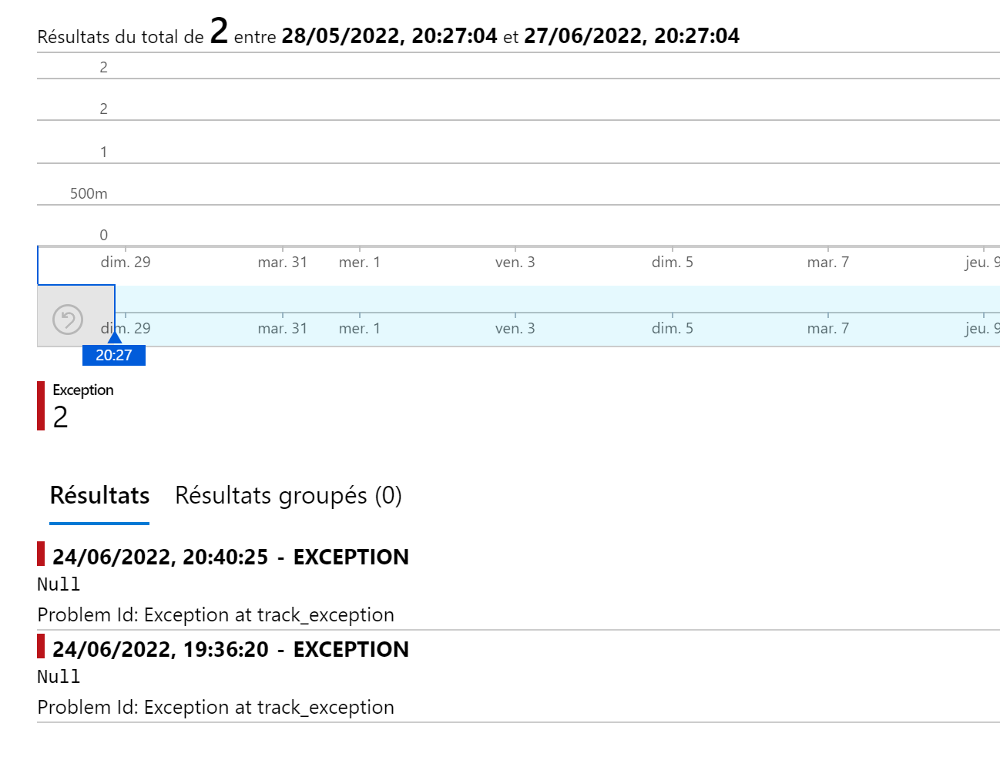 Résultats du total de 2 entre 28/05/2022, 20:27:04 et 27/06/2022, 20:27:04
2
2
1
500m
0
dim. 29 mar. 31 mer. 1 ven. 3 dim. 5 mar. 7 jeu. 9
dim. 29 mar. 31 mer. 1 ven. 3 dim. 5 mar. 7 jeu. 9
20:27
Exception
2
Résultats Résultats groupés (0)
24/06/2022, 20:40:25 - EXCEPTION
Null
Problem Id: Exception at track_exception
24/06/2022, 19:36:20 - EXCEPTION
Null
Problem Id: Exception at track_exception